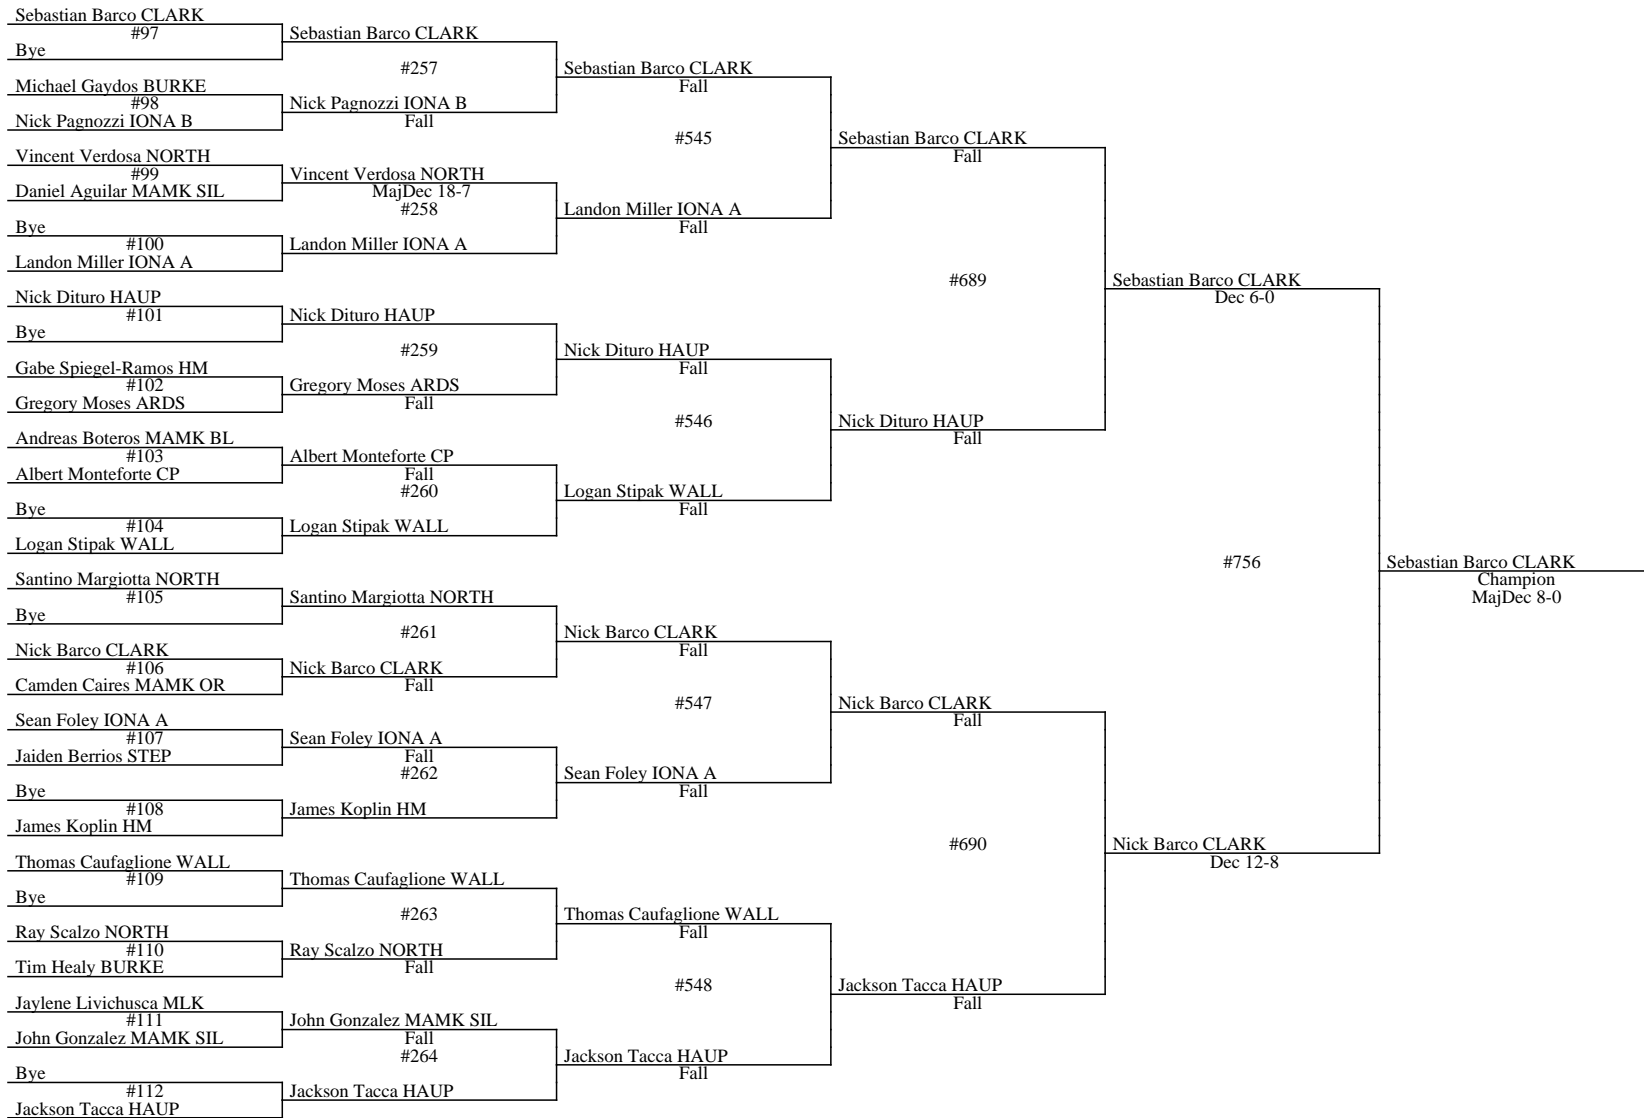 Sebastian Barco CLARK
#97
Bye
Michael Gaydos BURKE
#98
Nick Pagnozzi IONA B
Vincent Verdosa NORTH
#99
Daniel Aguilar MAMK SIL
Bye
#100
Landon Miller IONA A
Nick Dituro HAUP
#101
Bye
Gabe Spiegel-Ramos HM
#102
Gregory Moses ARDS
Andreas Boteros MAMK BL
#103
Albert Monteforte CP
Bye
#104
Logan Stipak WALL
Santino Margiotta NORTH
#105
Bye
Nick Barco CLARK
#106
Camden Caires MAMK OR
Sean Foley IONA A
#107
Jaiden Berrios STEP
Bye
#108
James Koplin HM
Thomas Caufaglione WALL
#109
Bye
Ray Scalzo NORTH
#110
Tim Healy BURKE
Jaylene Livichusca MLK
#111
John Gonzalez MAMK SIL
Bye
#112
Jackson Tacca HAUP
Sebastian Barco CLARK
#257
Nick Pagnozzi IONA B
Fall
Vincent Verdosa NORTH
MajDec 18-7
#258
Landon Miller IONA A
Nick Dituro HAUP
#259
Gregory Moses ARDS
Fall
Albert Monteforte CP
Fall
#260
Logan Stipak WALL
Santino Margiotta NORTH
#261
Nick Barco CLARK
Fall
Sean Foley IONA A
Fall
#262
James Koplin HM
Thomas Caufaglione WALL
#263
Ray Scalzo NORTH
Fall
John Gonzalez MAMK SIL
Fall
#264
Jackson Tacca HAUP
Sebastian Barco CLARK
Fall
#545
Landon Miller IONA A
Fall
Nick Dituro HAUP
Fall
#546
Logan Stipak WALL
Fall
Nick Barco CLARK
Fall
#547
Sean Foley IONA A
Fall
Thomas Caufaglione WALL
Fall
#548
Jackson Tacca HAUP
Fall
Sebastian Barco CLARK
Fall
#689
Nick Dituro HAUP
Fall
Nick Barco CLARK
Fall
#690
Jackson Tacca HAUP
Fall
Sebastian Barco CLARK
Dec 6-0
#756
Nick Barco CLARK
Dec 12-8
Sebastian Barco CLARK
Champion
MajDec 8-0